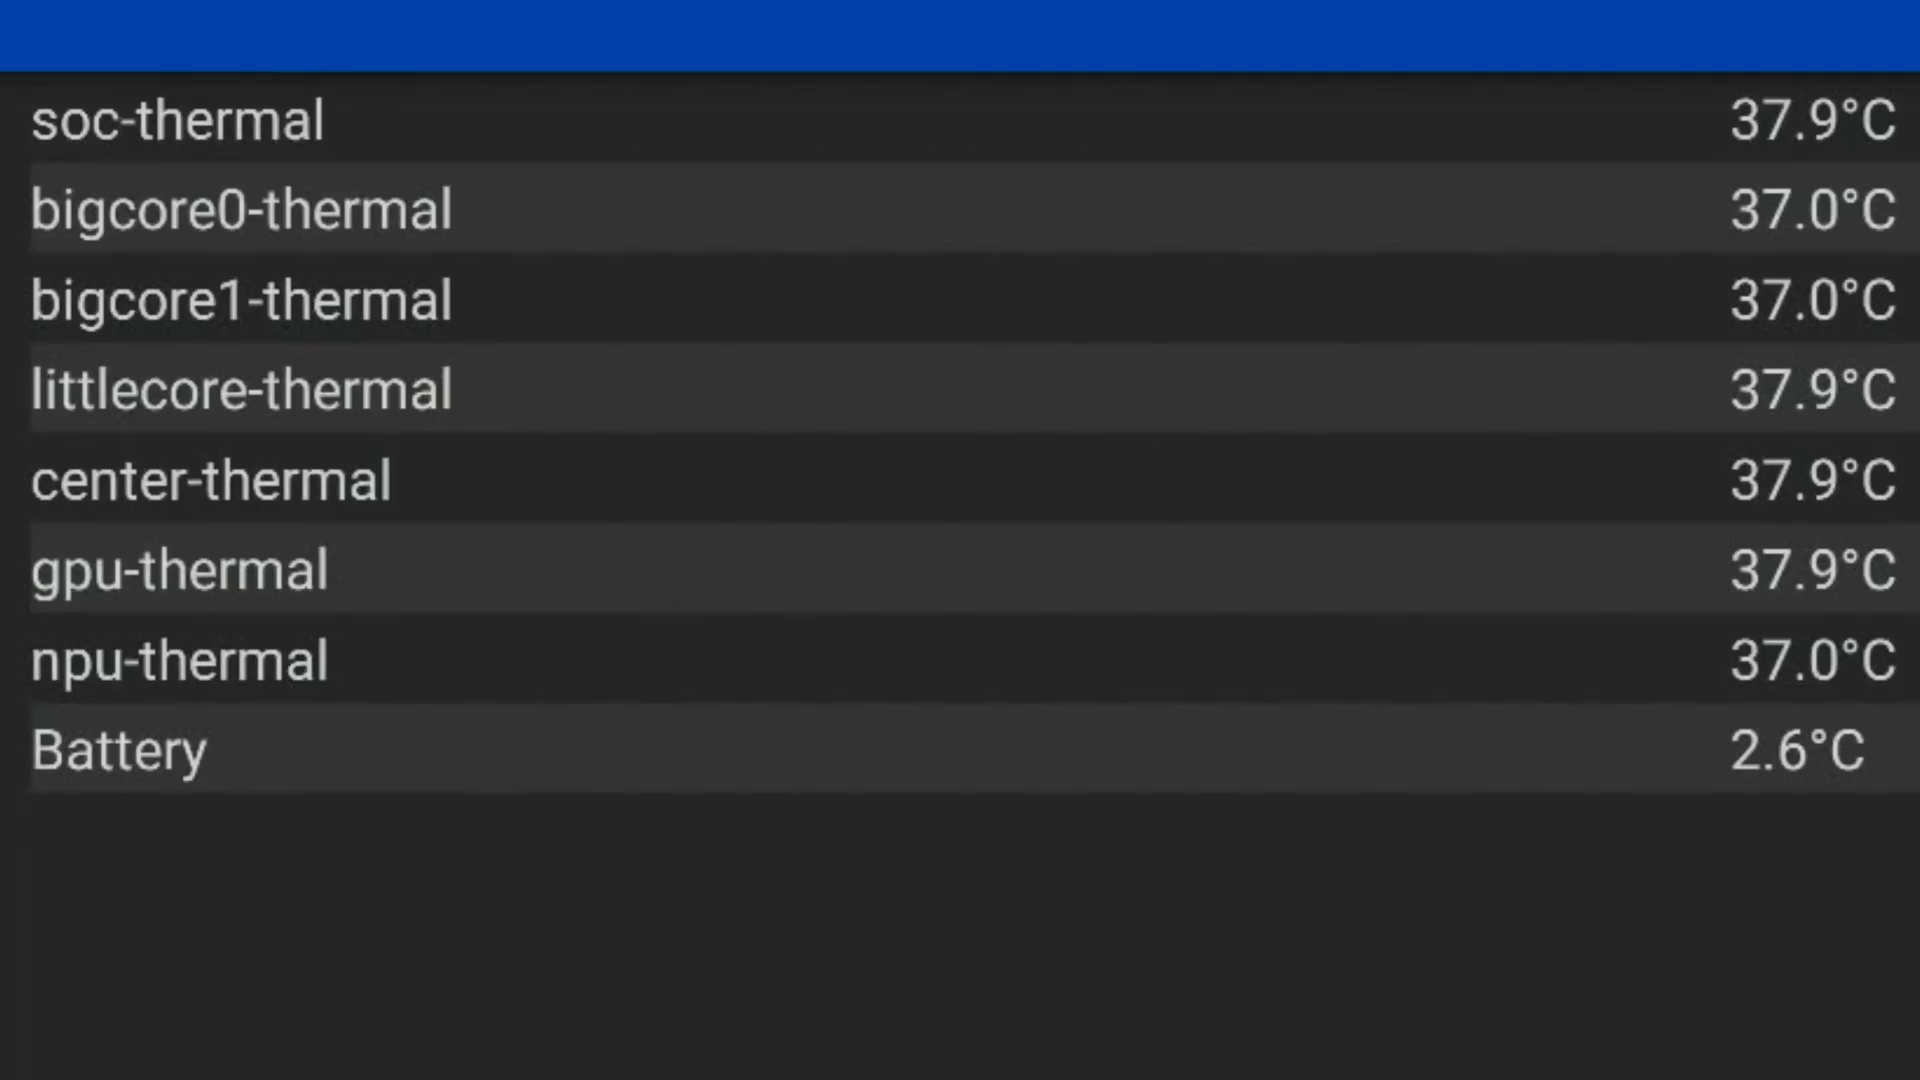 soc-thermal 37.9°C
bigcore0-thermal 37.0°C
bigcore1-thermal 37.0°C
littlecore-thermal 37.9°C
center-thermal 37.9°C
gpu-thermal 37.9°C
npu-thermal 37.0°C
Battery 2.6°C